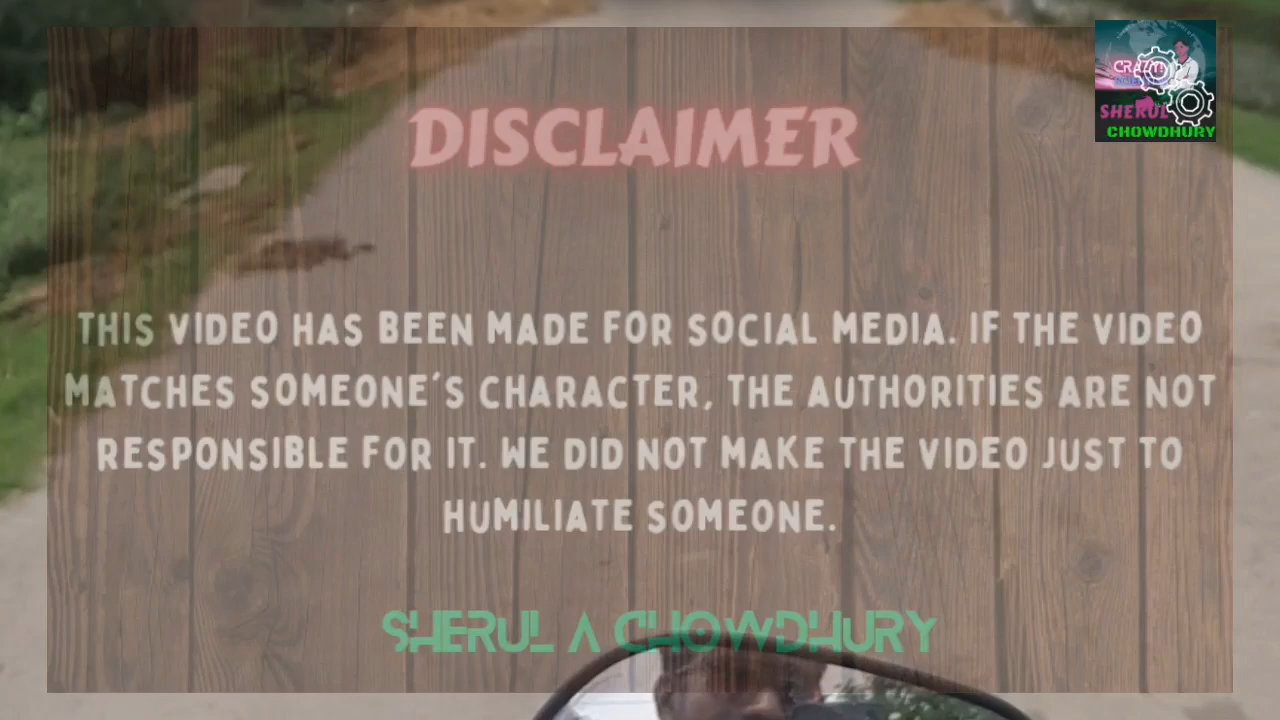 CRAZY!
SHERUL
CHOWDHURY
DISCLAIMER
THIS VIDEO HAS BEEN MADE FOR SOCIAL MEDIA. IF THE VIDEO
MATCHES SOMEONE'S CHARACTER, THE AUTHORITIES ARE NOT
RESPONSIBLE FOR IT. WE DID NOT MAKE THE VIDEO JUST TO
HUMILIATE SOMEONE.
SHERUL A CHOWDHURY